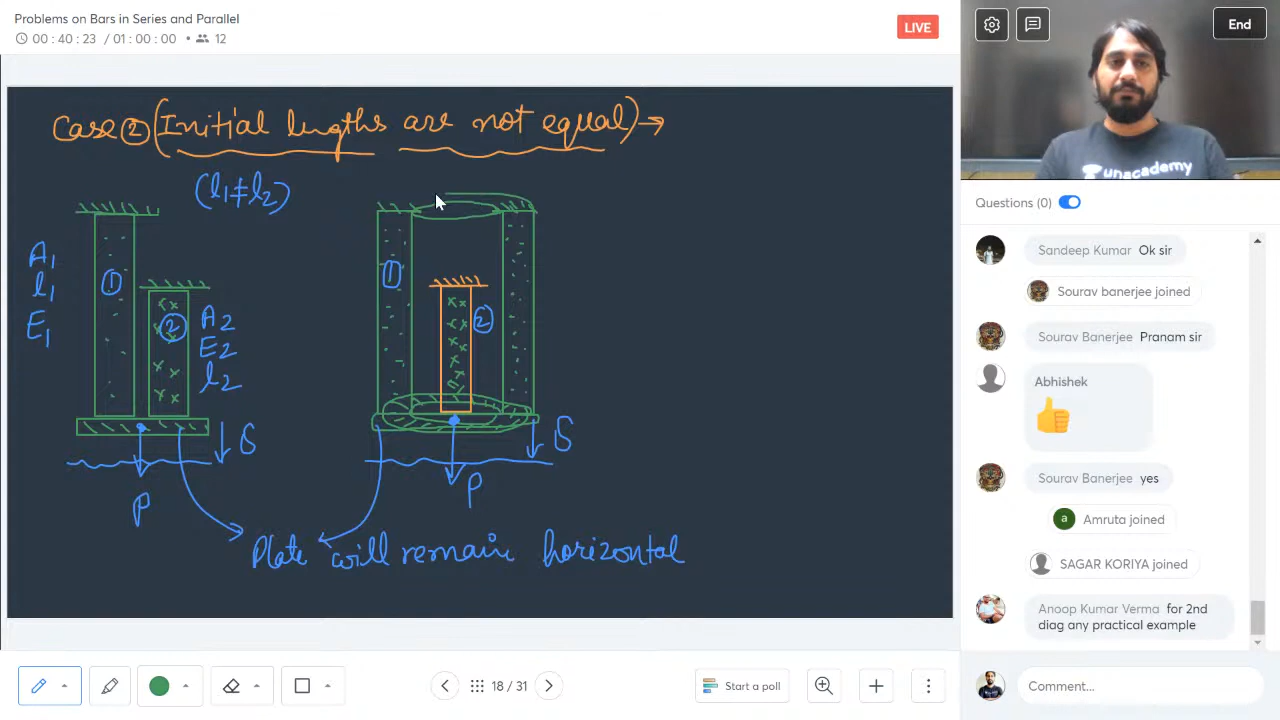 Problems on Bars in Series and Parallel
00 : 40 : 23 / 01 : 00 : 00 • 12
LIVE
End
Case ② (Initial lengths are not equal) →
(l₁ ≠ l₂)
A₁
l₁
E₁
①
②
A₂
E₂
l₂
①
②
δ
P
δ
P
Plate will remain horizontal
unacademy
Questions (0)
Sandeep Kumar Ok sir
Sourav banerjee joined
Sourav Banerjee Pranam sir
Abhishek
Sourav Banerjee yes
a Amruta joined
SAGAR KORIYA joined
Anoop Kumar Verma for 2nd
diag any practical example
18 / 31
Start a poll
Comment...